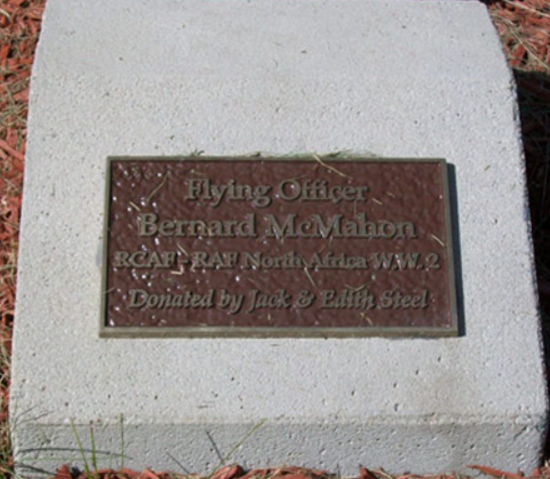 Flying Officer
Bernard McMahon
RCAF RAF North Africa W.W. 2
Donated by Jack & Edith Steel